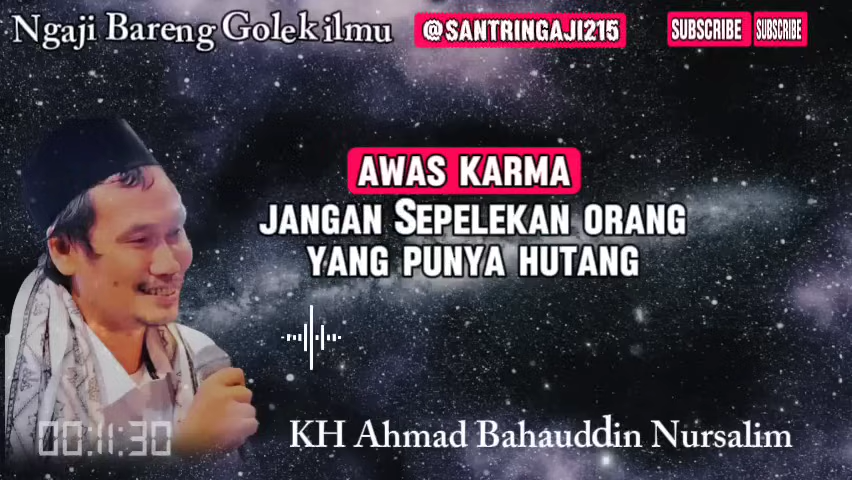 Ngaji Bareng Golek ilmu
@SANTRINGAJI215
SUBSCRIBE
SUBSCRIBE
AWAS KARMA
JANGAN SEPELEKAN ORANG
YANG PUNYA HUTANG
00:11:30
KH Ahmad Bahauddin Nursalim